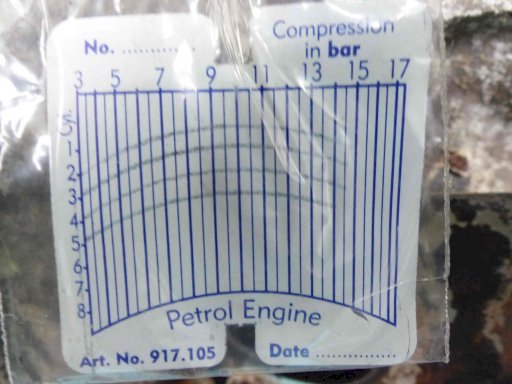 No. ..............
Compression
in bar
3 5 7 9 11 13 15 17
1
2
3
4
5
6
7
8
Petrol Engine
Art. No. 917.105
Date ................